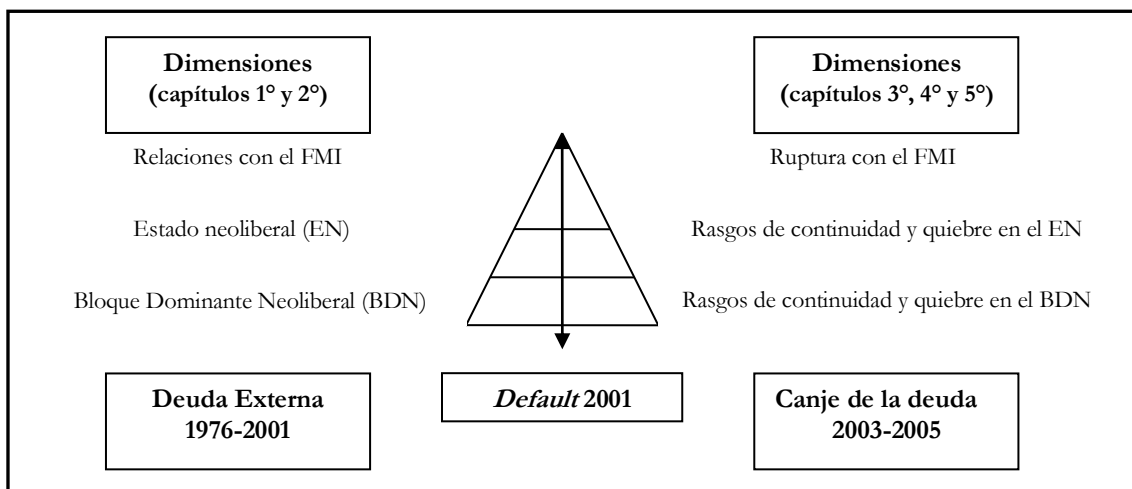 Dimensiones
(capítulos 1° y 2°)
Relaciones con el FMI
Estado neoliberal (EN)
Bloque Dominante Neoliberal (BDN)
Deuda Externa
1976-2001
Default 2001
Dimensiones
(capítulos 3°, 4° y 5°)
Ruptura con el FMI
Rasgos de continuidad y quiebre en el EN
Rasgos de continuidad y quiebre en el BDN
Canje de la deuda
2003-2005